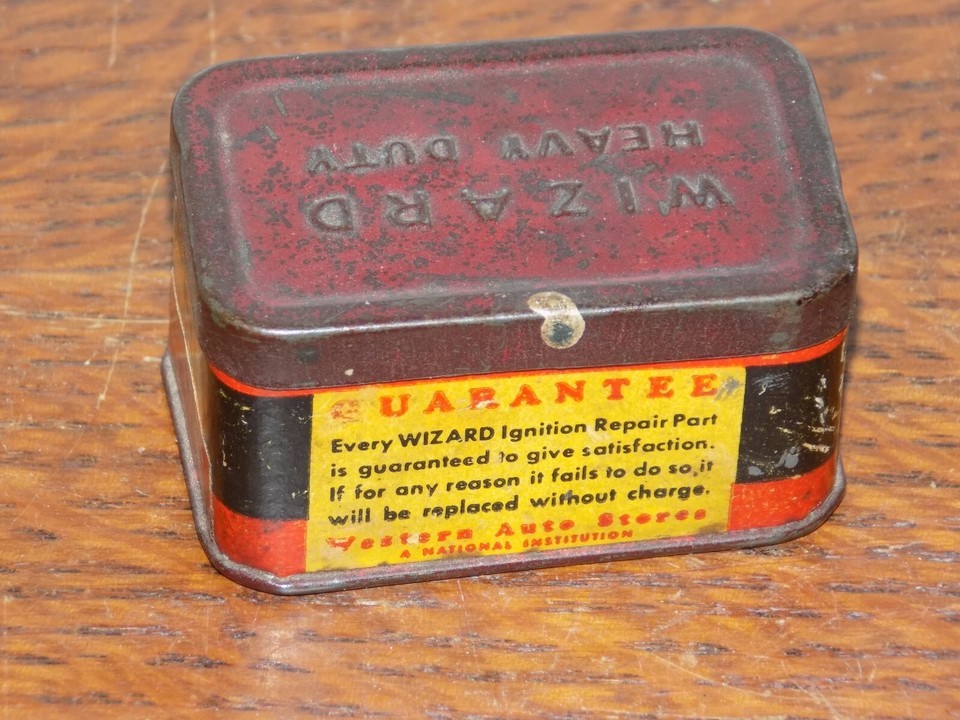 WIZARD
HEAVY DUTY
GUARANTEE
Every WIZARD Ignition Repair Part
is guaranteed to give satisfaction.
If for any reason it fails to do so, it
will be replaced without charge.
Western Auto Stores
A NATIONAL INSTITUTION